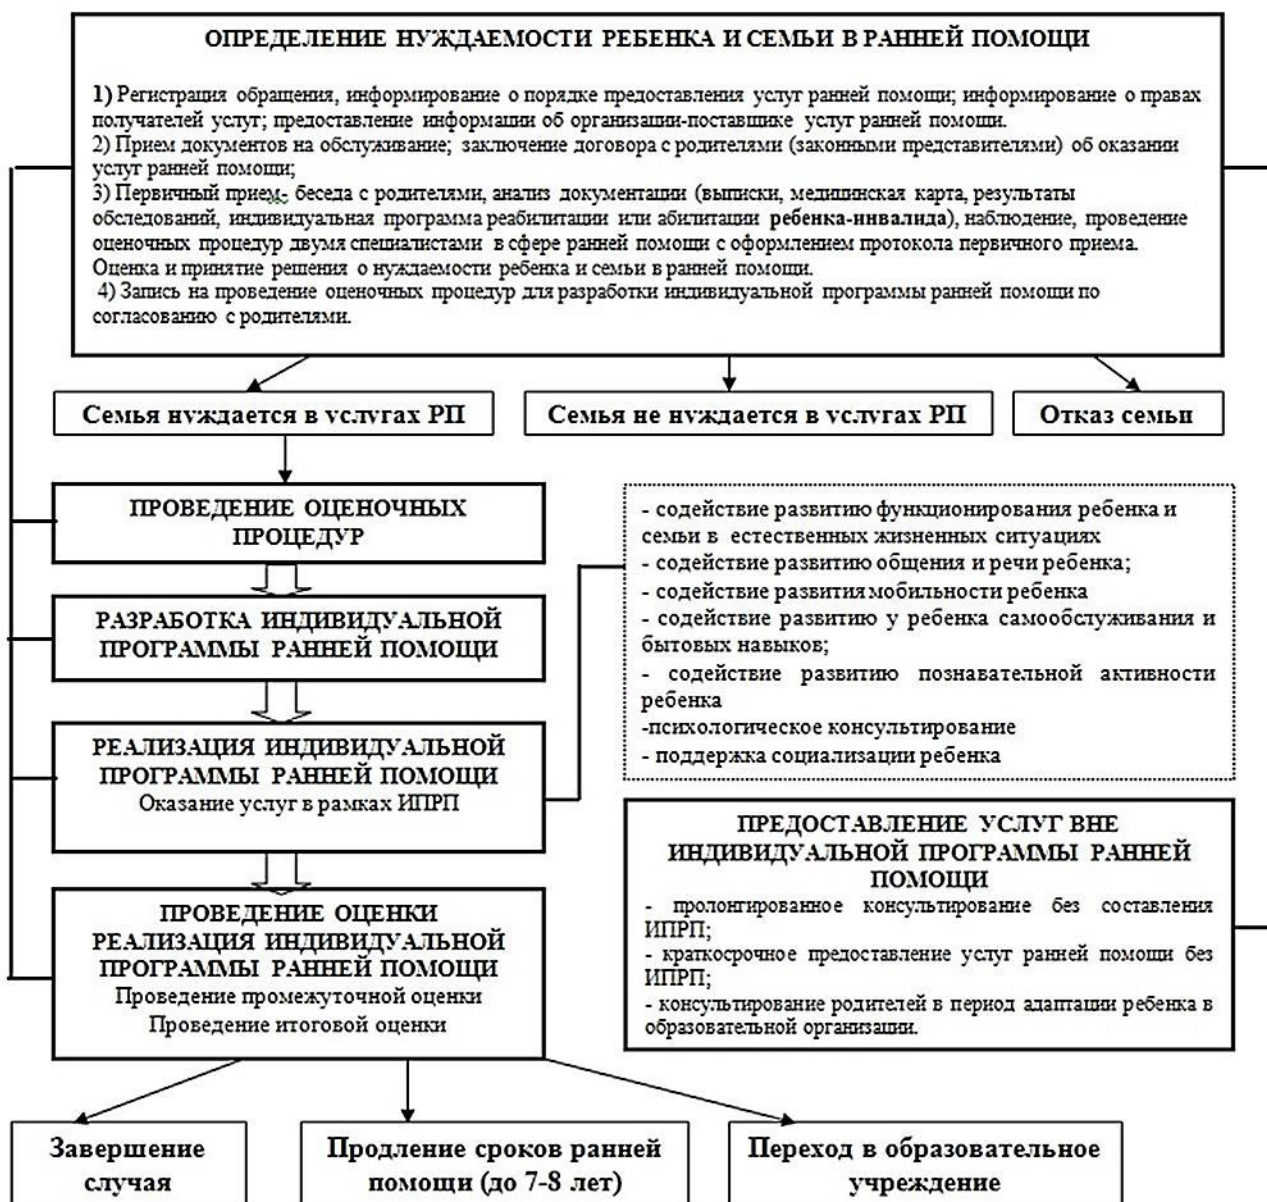 ОПРЕДЕЛЕНИЕ НУЖДАЕМОСТИ РЕБЕНКА И СЕМЬИ В РАННЕЙ ПОМОЩИ
1) Регистрация обращения, информирование о порядке предоставления услуг ранней помощи; информирование о правах
получателей услуг; предоставление информации об организации-поставщике услуг ранней помощи.
2) Прием документов на обслуживание; заключение договора с родителями (законными представителями) об оказании
услуг ранней помощи;
3) Первичный прием- беседа с родителями, анализ документации (выписки, медицинская карта, результаты
обследований, индивидуальная программа реабилитации или абилитации ребенка-инвалида), наблюдение, проведение
оценочных процедур двумя специалистами в сфере ранней помощи с оформлением протокола первичного приема.
Оценка и принятие решения о нуждаемости ребенка и семьи в ранней помощи.
4) Запись на проведение оценочных процедур для разработки индивидуальной программы ранней помощи по
согласованию с родителями.
Семья нуждается в услугах РП
Семья не нуждается в услугах РП
Отказ семьи
ПРОВЕДЕНИЕ ОЦЕНОЧНЫХ
ПРОЦЕДУР
РАЗРАБОТКА ИНДИВИДУАЛЬНОЙ
ПРОГРАММЫ РАННЕЙ ПОМОЩИ
РЕАЛИЗАЦИЯ ИНДИВИДУАЛЬНОЙ
ПРОГРАММЫ РАННЕЙ ПОМОЩИ
Оказание услуг в рамках ИПРП
- содействие развитию функционирования ребенка и
семьи в естественных жизненных ситуациях
- содействие развитию общения и речи ребенка;
- содействие развития мобильности ребенка
- содействие развитию у ребенка самообслуживания и
бытовых навыков;
- содействие развитию познавательной активности
ребенка
-психологическое консультирование
- поддержка социализации ребенка
ПРЕДОСТАВЛЕНИЕ УСЛУГ ВНЕ
ИНДИВИДУАЛЬНОЙ ПРОГРАММЫ РАННЕЙ
ПОМОЩИ
- пролонгированное консультирование без составления
ИПРП;
- краткосрочное предоставление услуг ранней помощи без
ИПРП;
- консультирование родителей в период адаптации ребенка в
образовательной организации.
ПРОВЕДЕНИЕ ОЦЕНКИ
РЕАЛИЗАЦИЯ ИНДИВИДУАЛЬНОЙ
ПРОГРАММЫ РАННЕЙ ПОМОЩИ
Проведение промежуточной оценки
Проведение итоговой оценки
Завершение
случая
Продление сроков ранней
помощи (до 7-8 лет)
Переход в образовательное
учреждение